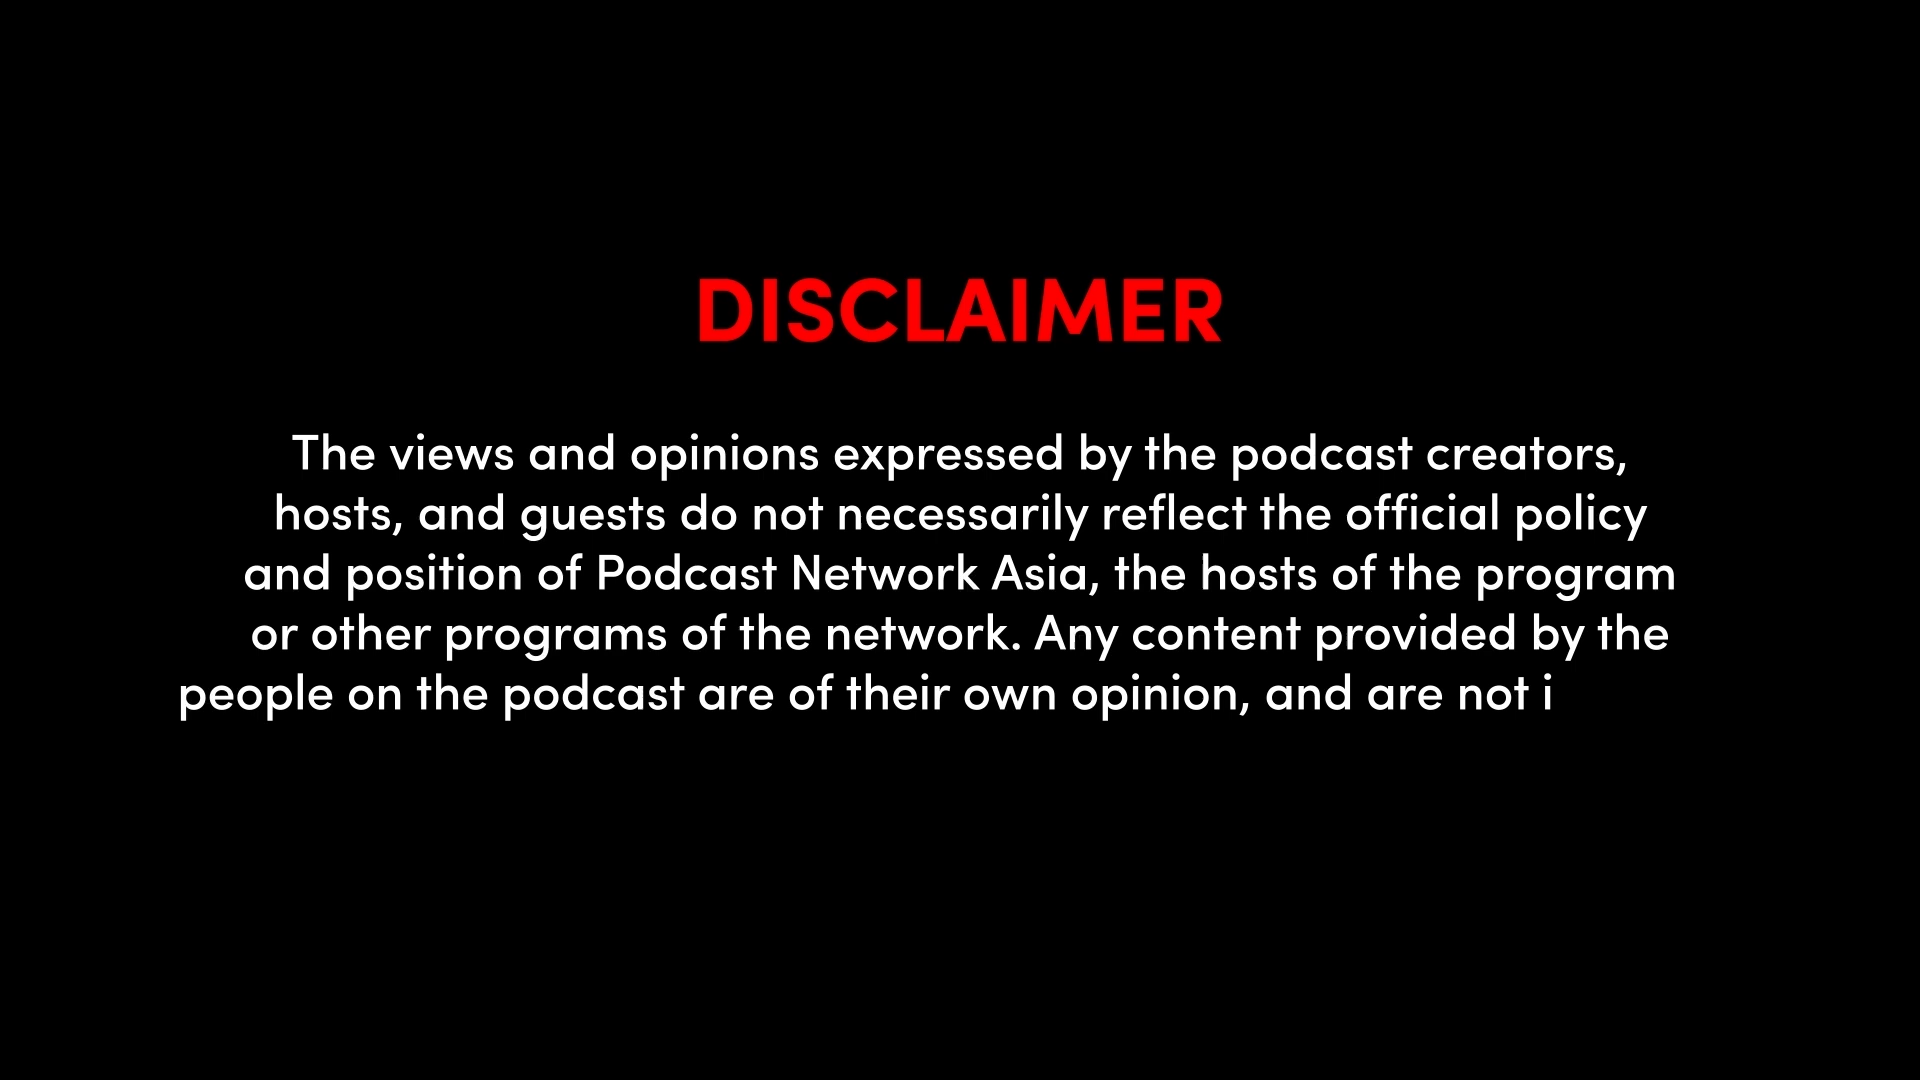 DISCLAIMER
The views and opinions expressed by the podcast creators,
hosts, and guests do not necessarily reflect the official policy
and position of Podcast Network Asia, the hosts of the program
or other programs of the network. Any content provided by the
people on the podcast are of their own opinion, and are not i